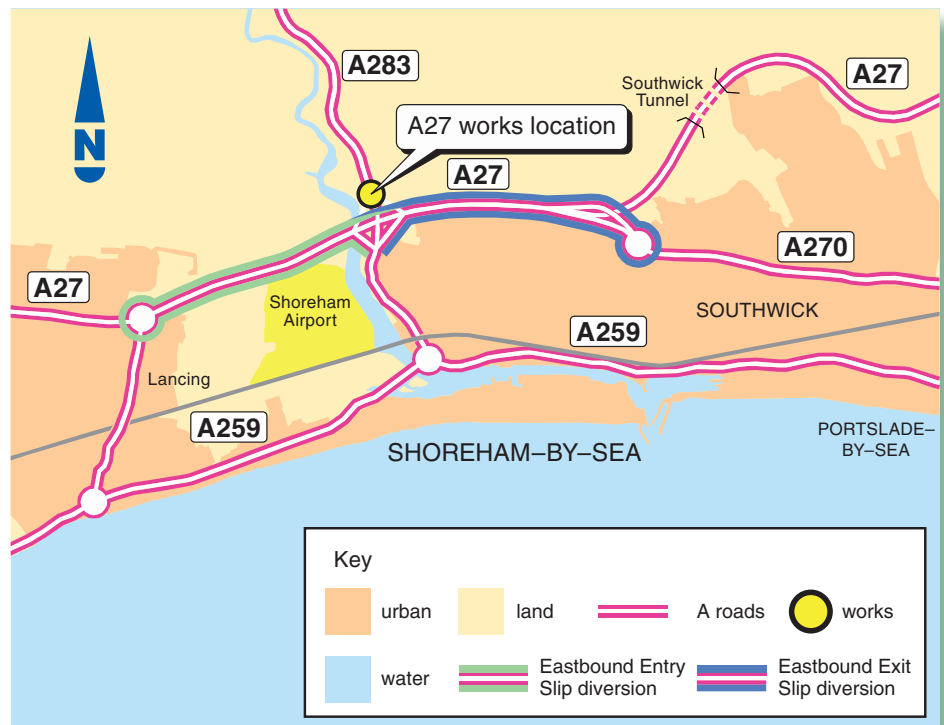 A283
Southwick
Tunnel
A27
A27 works location
N
A27
A270
A27
Shoreham
Airport
SOUTHWICK
A259
Lancing
A259
SHOREHAM–BY–SEA
PORTSLADE–
BY–SEA
Key
urban
land
A roads
works
water
Eastbound Entry
Slip diversion
Eastbound Exit
Slip diversion